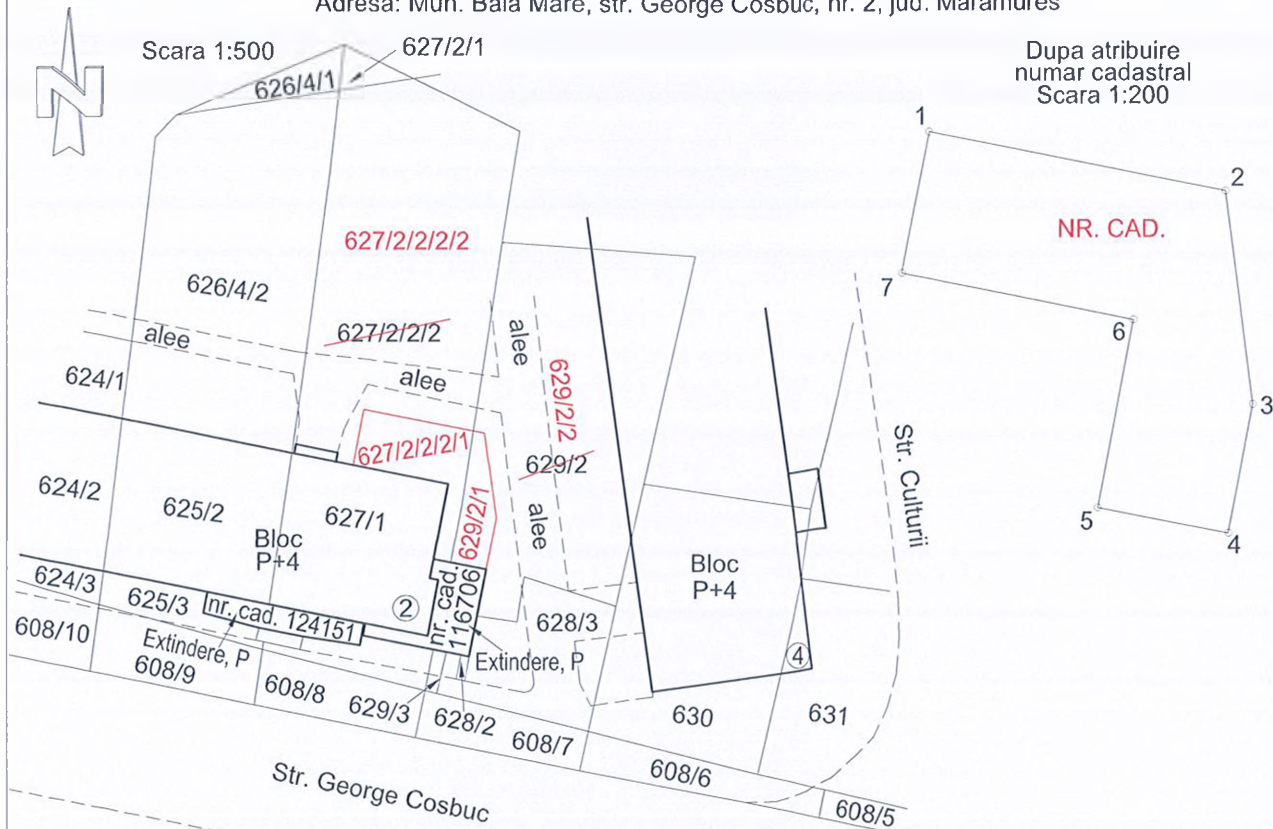 Adresa: Mun. Baia Mare, str. George Cosbuc, nr. 2, jud. Maramures
N
Scara 1:500
627/2/1
626/4/1
Dupa atribuire
numar cadastral
Scara 1:200
1
2
NR. CAD.
7
6
3
5
4
627/2/2/2/2
626/4/2
627/2/2/2
alee
alee
alee
624/1
629/2/2
627/2/2/2/1
629/2
Str. Culturii
624/2
625/2
627/1
629/2/1
alee
Bloc
P+4
Bloc
P+4
624/3
625/3
nr. cad. 124151
2
nr. cad.
116706
628/3
608/10
Extindere, P
Extindere, P
4
608/9
608/8
629/3
628/2
608/7
630
631
608/6
608/5
Str. George Cosbuc